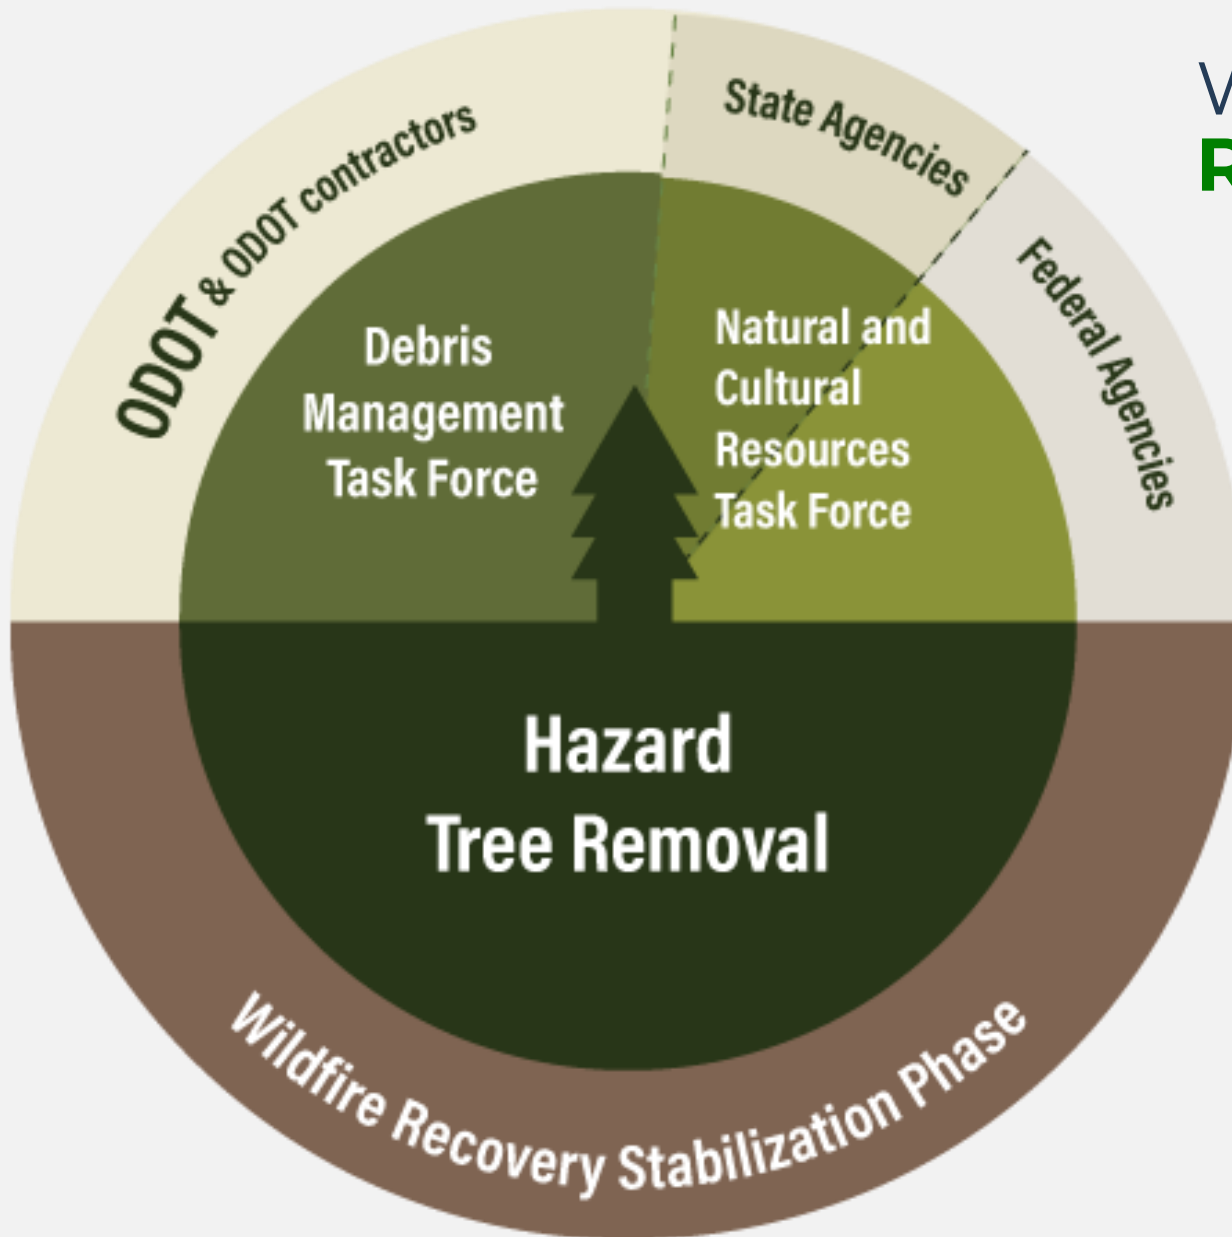 ODOT & ODOT contractors
State Agencies
Federal Agencies
Debris
Management
Task Force
Natural and
Cultural
Resources
Task Force
Hazard
Tree Removal
Wildfire Recovery Stabilization Phase